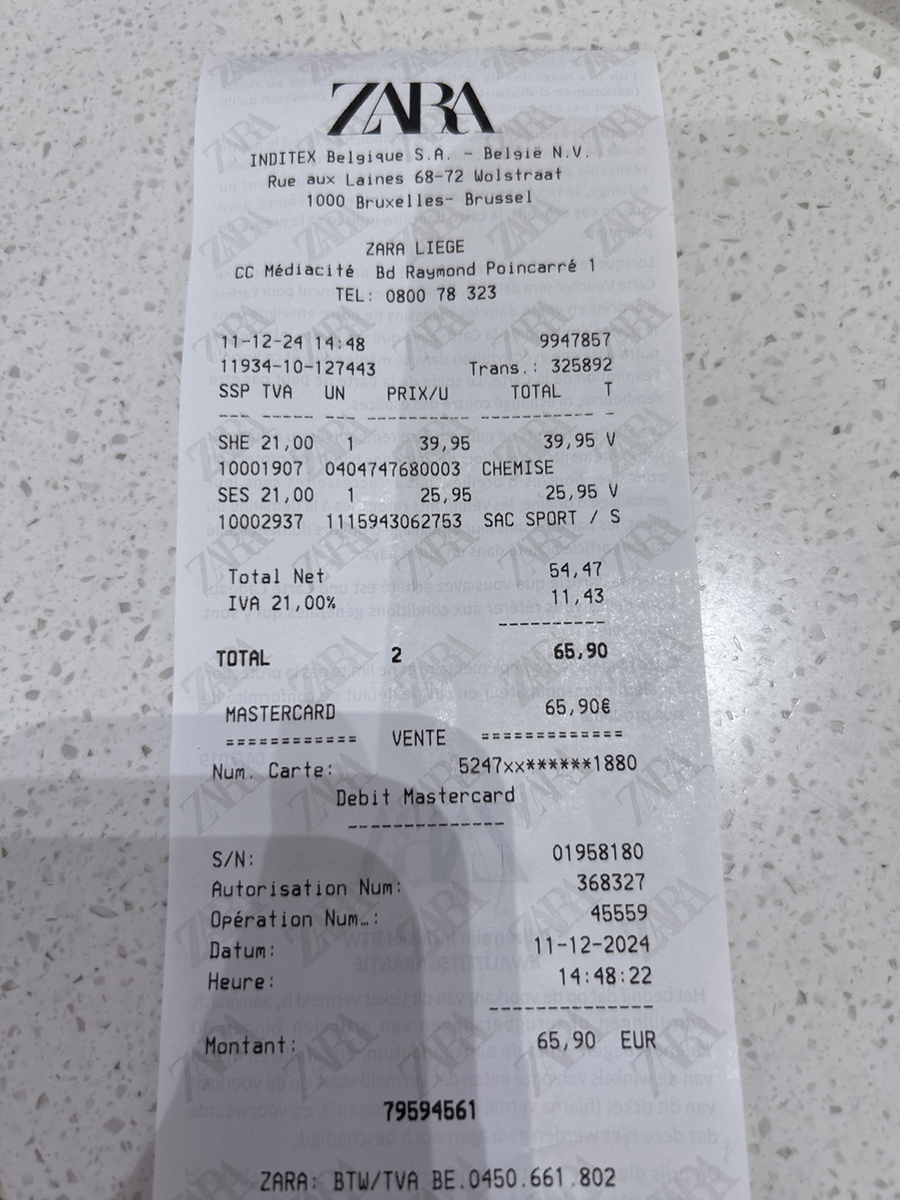 ZARA
INDITEX Belgique S.A. - België N.V.
Rue aux Laines 68-72 Wolstraat
1000 Bruxelles- Brussel
ZARA LIEGE
CC Médiacité Bd Raymond Poincarré 1
TEL: 0800 78 323
11-12-24 14:48 9947857
11934-10-127443 Trans.: 325892
SSP TVA UN PRIX/U TOTAL T
SHE 21,00 1 39,95 39,95 V
10001907 0404747680003 CHEMISE
SES 21,00 1 25,95 25,95 V
10002937 1115943062753 SAC SPORT / S
Total Net 54,47
IVA 21,00% 11,43
TOTAL 2 65,90
MASTERCARD 65,90€
============ VENTE =============
Num. Carte: 5247xx******1880
Debit Mastercard
S/N: 01958180
Autorisation Num: 368327
Opération Num…: 45559
Datum: 11-12-2024
Heure: 14:48:22
Montant: 65,90 EUR
79594561
ZARA: BTW/TVA BE.0450.661.802